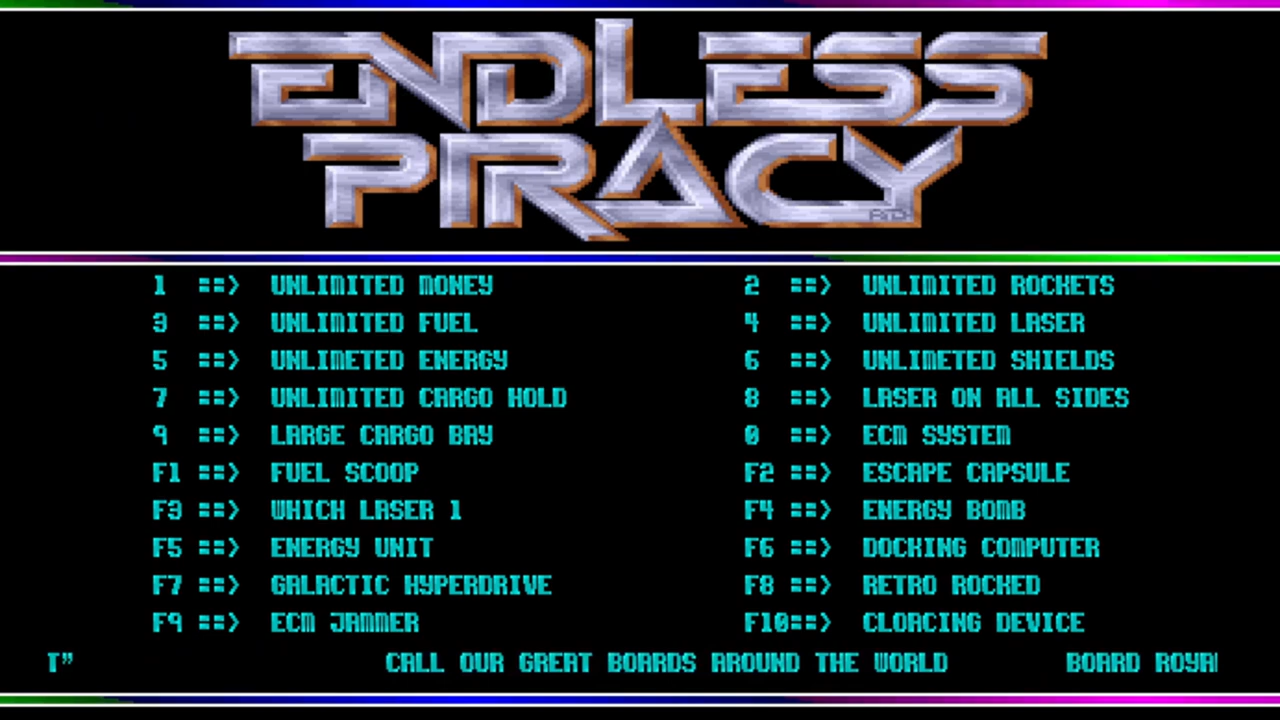 ENDLESS
PIRACY
1 ==> UNLIMITED MONEY 2 ==> UNLIMITED ROCKETS
3 ==> UNLIMITED FUEL 4 ==> UNLIMITED LASER
5 ==> UNLIMETED ENERGY 6 ==> UNLIMETED SHIELDS
7 ==> UNLIMITED CARGO HOLD 8 ==> LASER ON ALL SIDES
9 ==> LARGE CARGO BAY 0 ==> ECM SYSTEM
F1 ==> FUEL SCOOP F2 ==> ESCAPE CAPSULE
F3 ==> WHICH LASER 1 F4 ==> ENERGY BOMB
F5 ==> ENERGY UNIT F6 ==> DOCKING COMPUTER
F7 ==> GALACTIC HYPERDRIVE F8 ==> RETRO ROCKED
F9 ==> ECM JAMMER F10==> CLOACING DEVICE
T" CALL OUR GREAT BOARDS AROUND THE WORLD BOARD